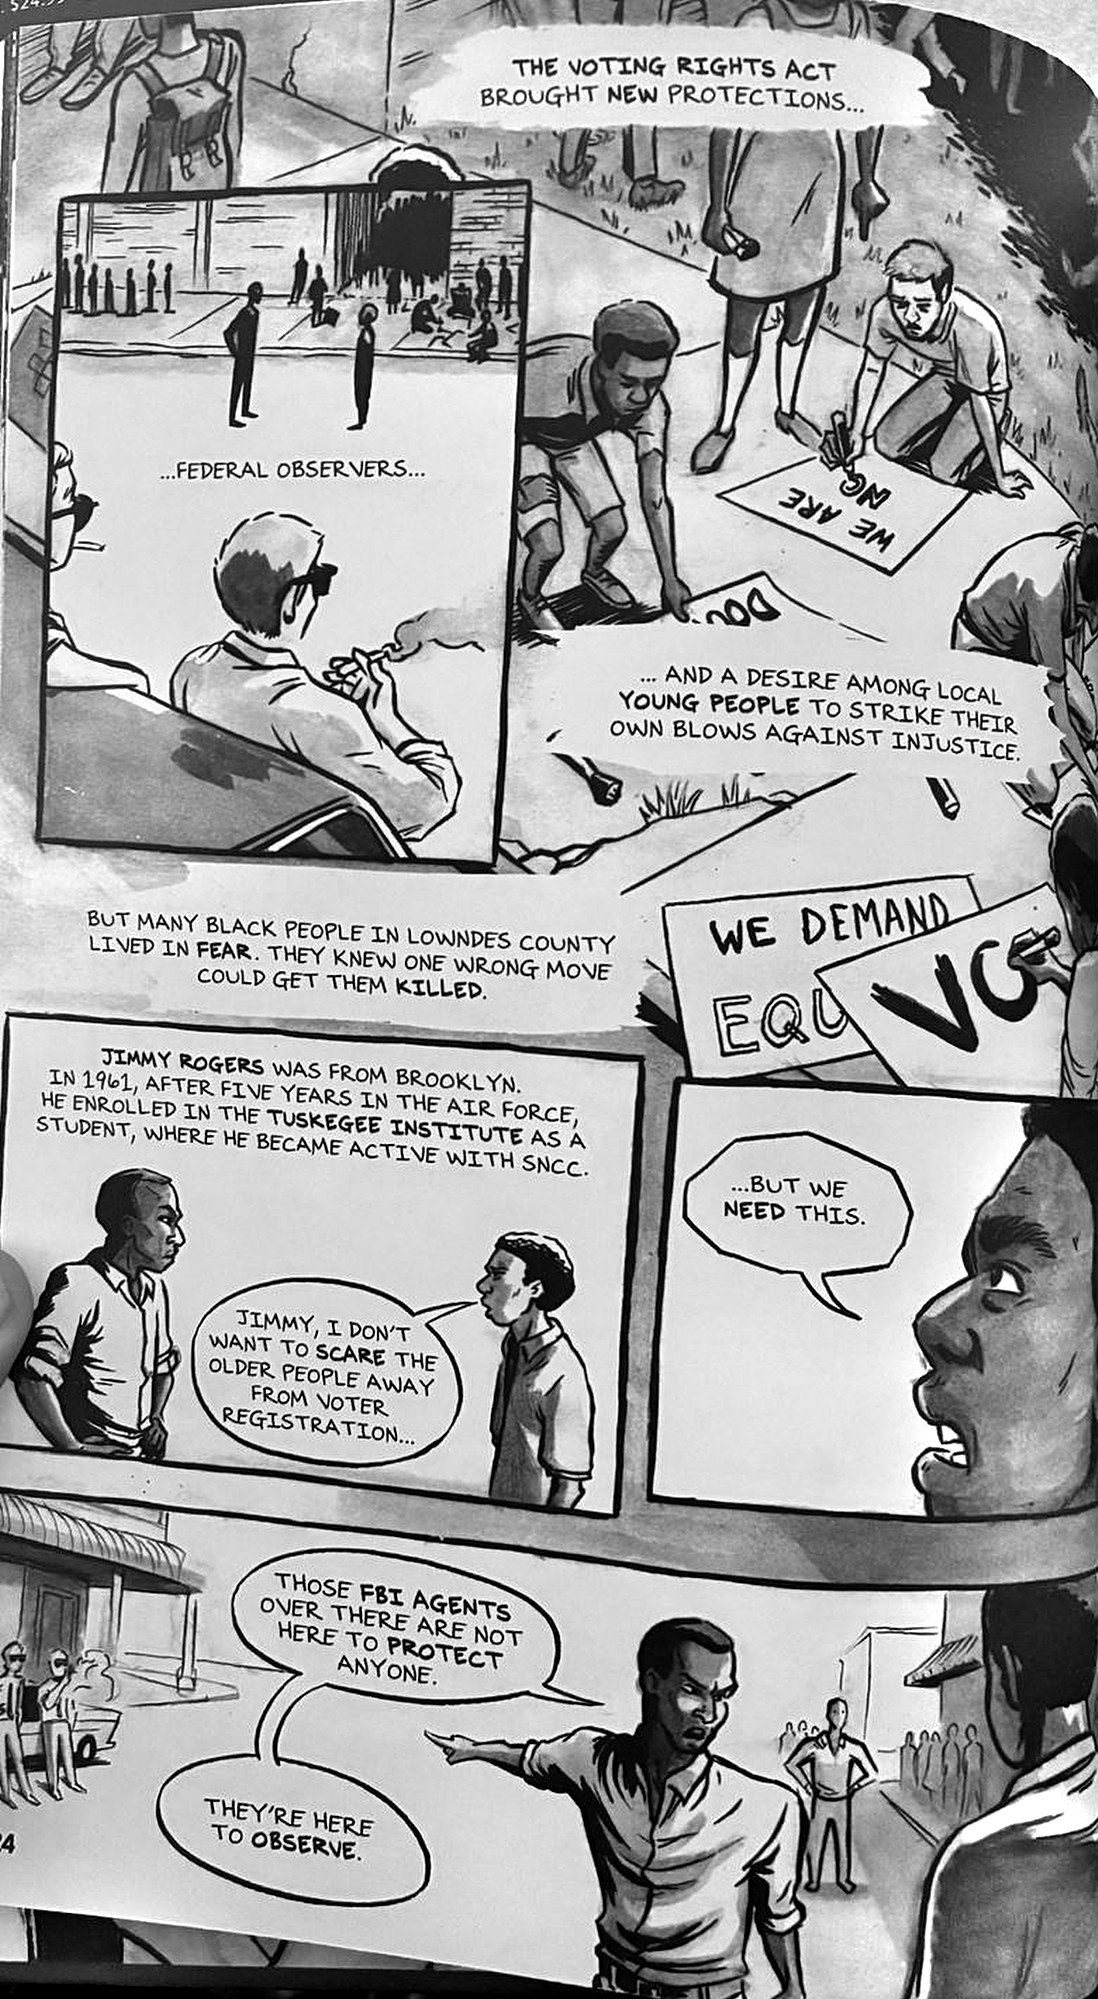 THE VOTING RIGHTS ACT
BROUGHT NEW PROTECTIONS...
...FEDERAL OBSERVERS...
WE ARE
NO
... AND A DESIRE AMONG LOCAL
YOUNG PEOPLE TO STRIKE THEIR
OWN BLOWS AGAINST INJUSTICE.
BUT MANY BLACK PEOPLE IN LOWNDES COUNTY
LIVED IN FEAR. THEY KNEW ONE WRONG MOVE
COULD GET THEM KILLED.
WE DEMAND
EQU
VO
JIMMY ROGERS WAS FROM BROOKLYN.
IN 1961, AFTER FIVE YEARS IN THE AIR FORCE,
HE ENROLLED IN THE TUSKEGEE INSTITUTE AS A
STUDENT, WHERE HE BECAME ACTIVE WITH SNCC.
JIMMY, I DON'T
WANT TO SCARE THE
OLDER PEOPLE AWAY
FROM VOTER
REGISTRATION...
...BUT WE
NEED THIS.
THOSE FBI AGENTS
OVER THERE ARE NOT
HERE TO PROTECT
ANYONE.
THEY'RE HERE
TO OBSERVE.